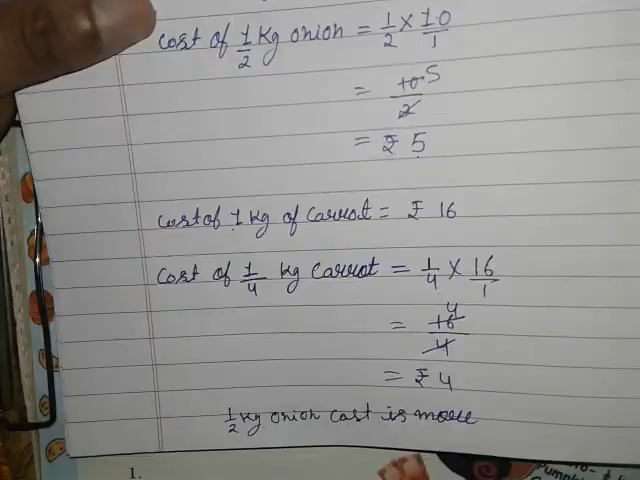 cost of 1/2 kg onion = 1/2 × 10/1
= 10 5/2
= ₹ 5
cost of 1 kg of Carrot = ₹ 16
cost of 1/4 kg Carrot = 1/4 × 16/1
= 16 4/4
= ₹ 4
1/2 kg onion cost is more
1.
Pumpk